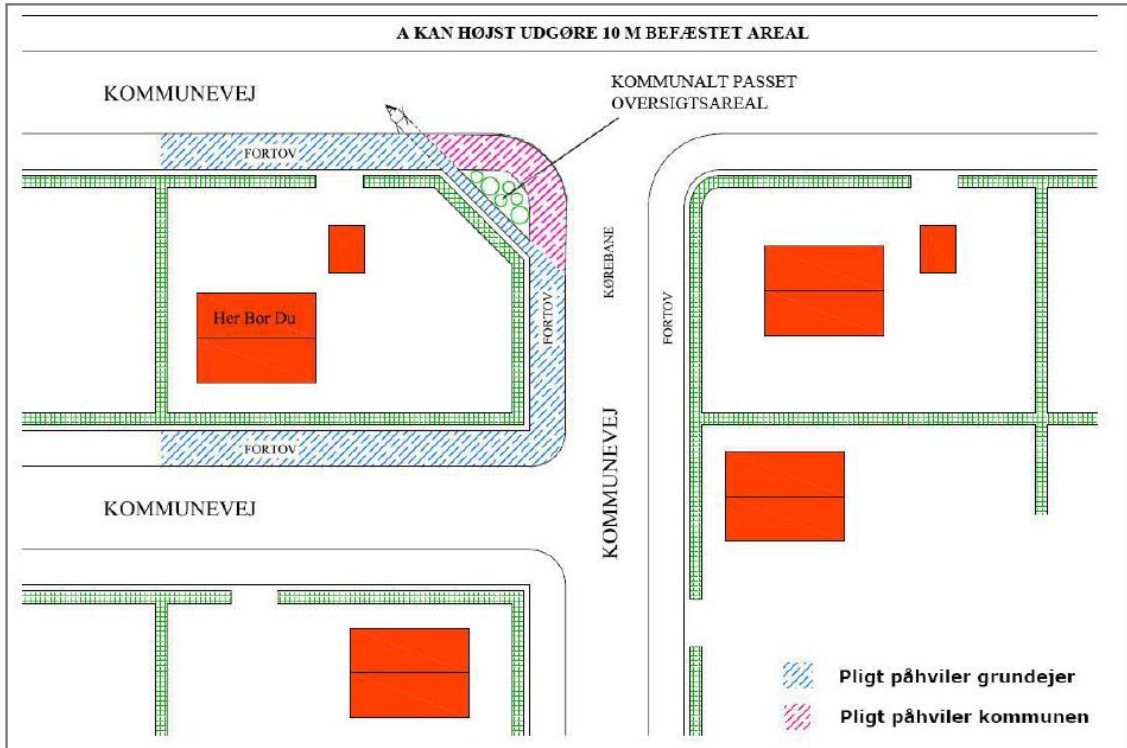 A KAN HØJST UDGØRE 10 M BEFÆSTET AREAL
KOMMUNALT PASSET
OVERSIGTSAREAL
KOMMUNEVEJ
FORTOV
KØREBANE
Her Bor Du
FORTOV
FORTOV
FORTOV
KOMMUNEVEJ
KOMMUNEVEJ
Pligt påhviler grundejer
Pligt påhviler kommunen